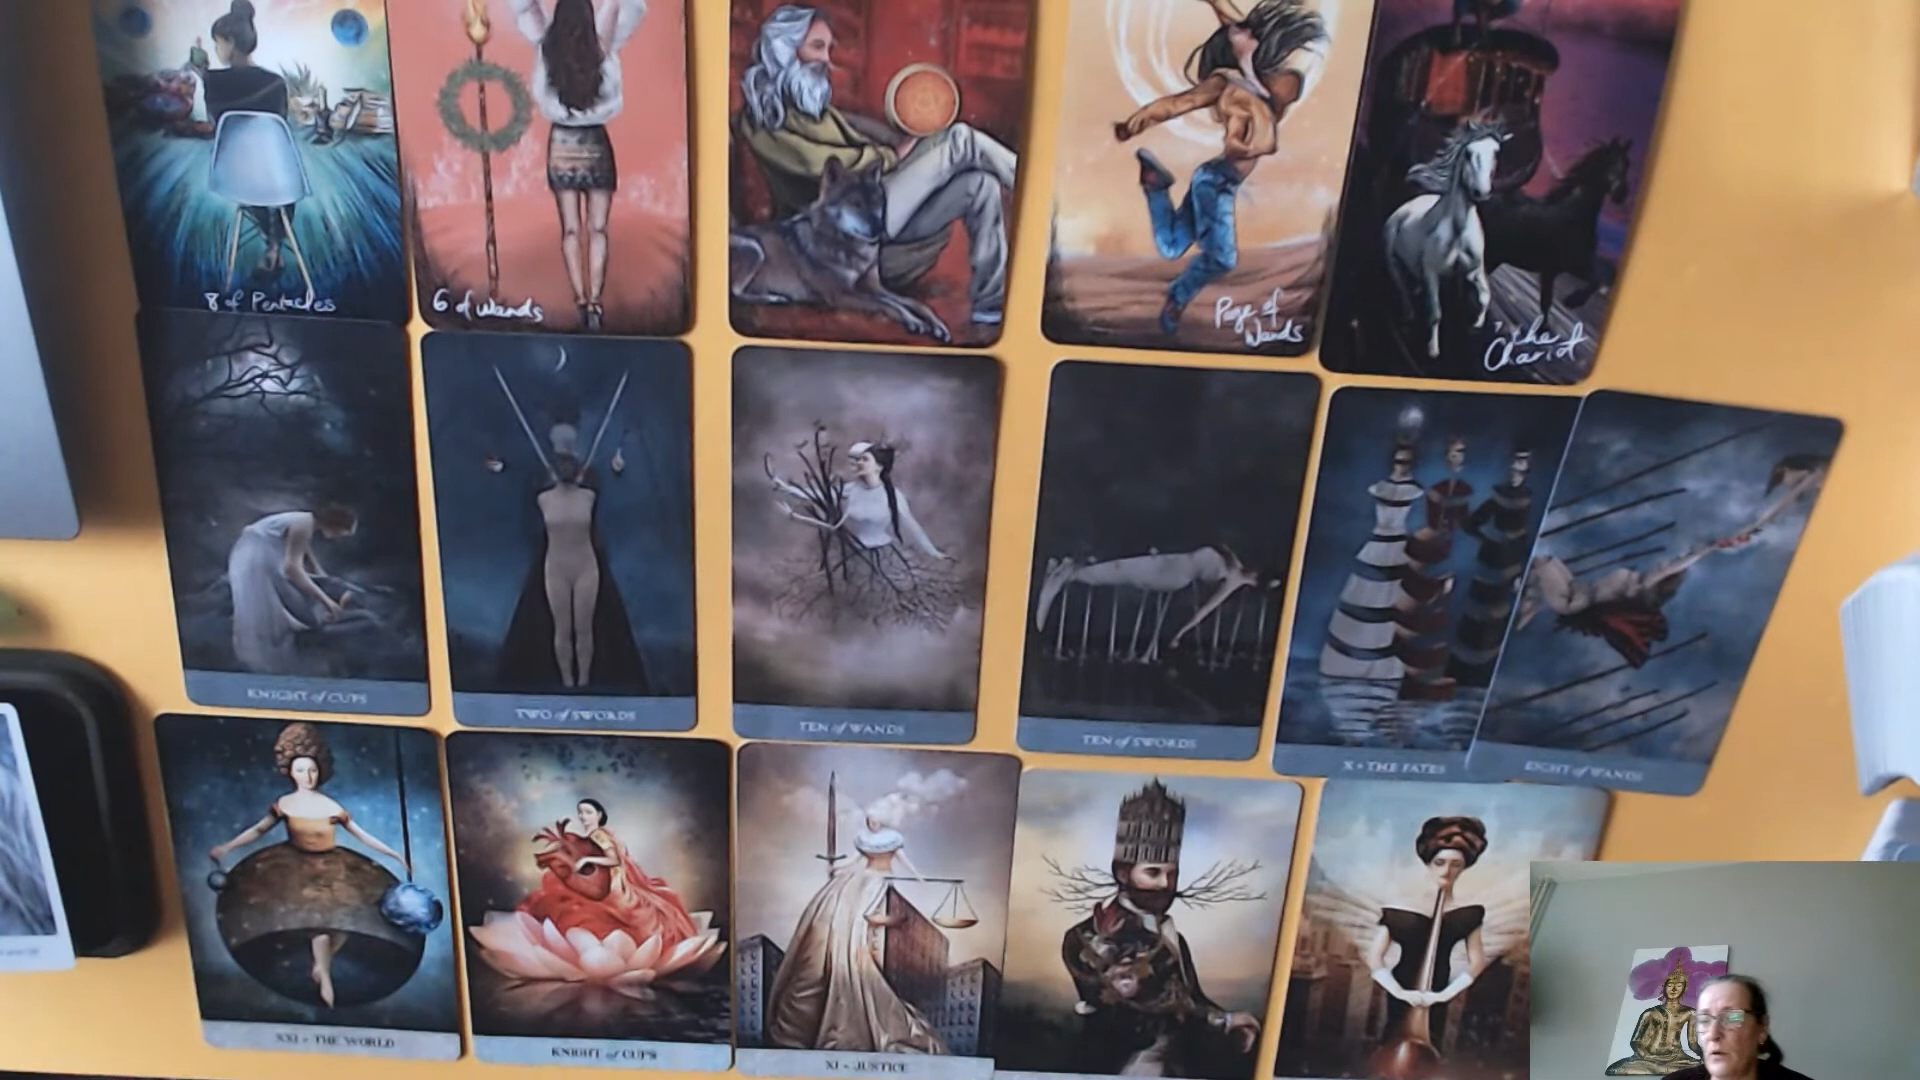 8 of Pentacles
6 of Wands
Page of
Wands
The
Chariot
KNIGHT of CUPS
TWO of SWORDS
TEN of WANDS
TEN of SWORDS
X • THE FATES
EIGHT of WANDS
XXI • THE WORLD
KNIGHT of CUPS
XI • JUSTICE